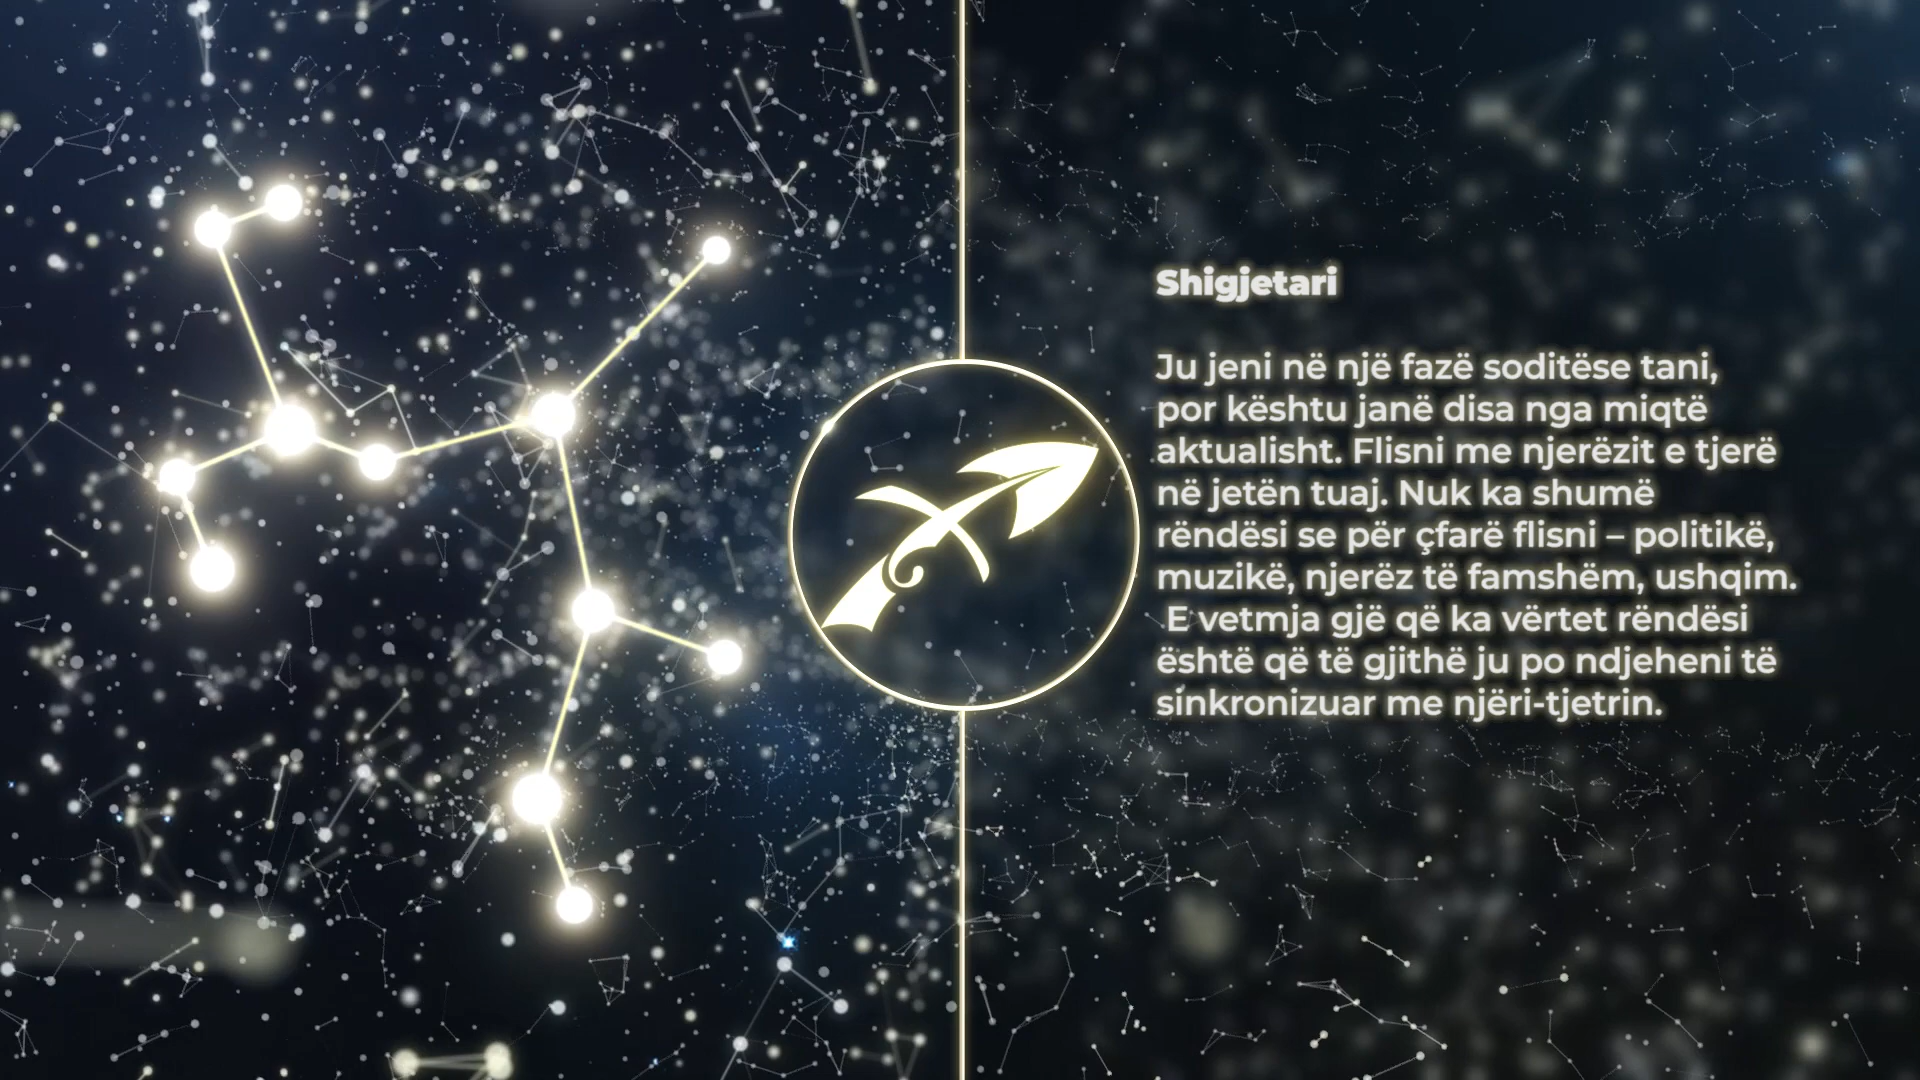 Shigjetari
Ju jeni në një fazë soditëse tani,
por kështu janë disa nga miqtë
aktualisht. Flisni me njerëzit e tjerë
në jetën tuaj. Nuk ka shumë
rëndësi se për çfarë flisni – politikë,
muzikë, njerëz të famshëm, ushqim.
E vetmja gjë që ka vërtet rëndësi
është që të gjithë ju po ndjeheni të
sinkronizuar me njëri-tjetrin.